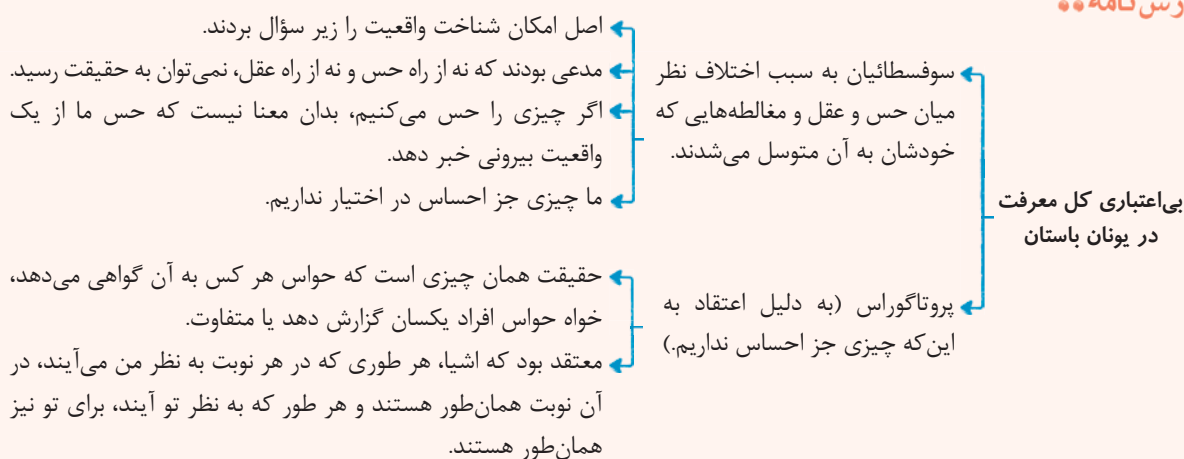 بی‌اعتباری کل معرفت
در یونان باستان
سوفسطائیان به سبب اختلاف نظر
میان حس و عقل و مغالطه‌هایی که
خودشان به آن متوسل می‌شدند.
اصل امکان شناخت واقعیت را زیر سؤال بردند.
مدعی بودند که نه از راه حس و نه از راه عقل، نمی‌توان به حقیقت رسید.
اگر چیزی را حس می‌کنیم، بدان معنا نیست که حس ما از یک
واقعیت بیرونی خبر دهد.
ما چیزی جز احساس در اختیار نداریم.
پروتاگوراس (به دلیل اعتقاد به
این‌که چیزی جز احساس نداریم.)
حقیقت همان چیزی است که حواس هر کس به آن گواهی می‌دهد،
خواه حواس افراد یکسان گزارش دهد یا متفاوت.
معتقد بود که اشیا، هر طوری که در هر نوبت به نظر من می‌آیند، در
آن نوبت همان‌طور هستند و هر طور که به نظر تو آیند، برای تو نیز
همان‌طور هستند.